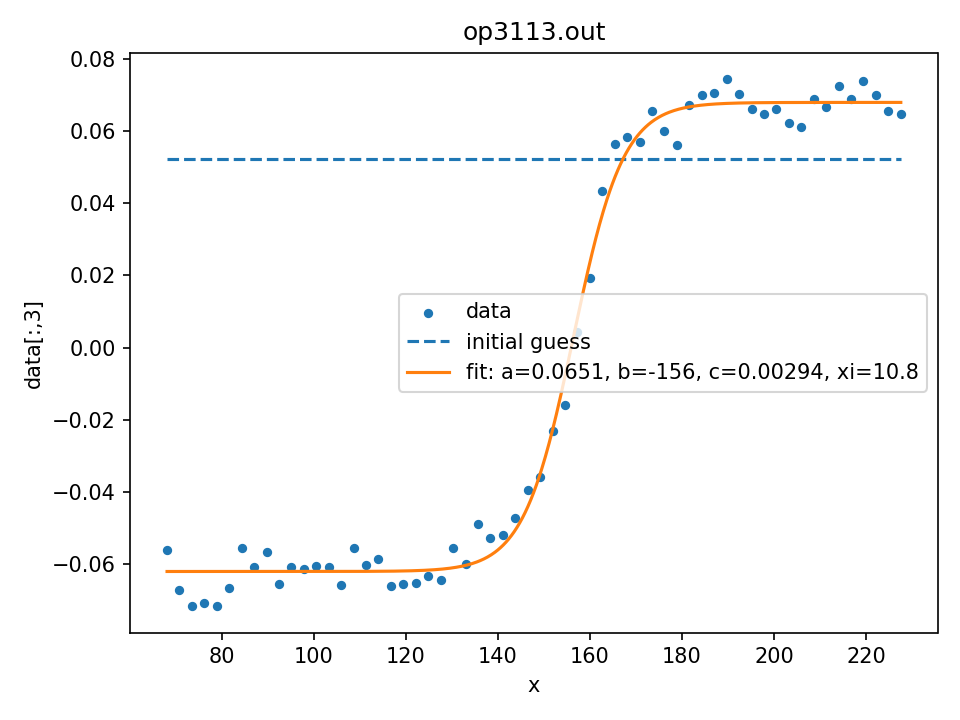 op3113.out
0.08
0.06
0.04
0.02
0.00
−0.02
−0.04
−0.06
data[:,3]
data
initial guess
fit: a=0.0651, b=-156, c=0.00294, xi=10.8
80 100 120 140 160 180 200 220
x